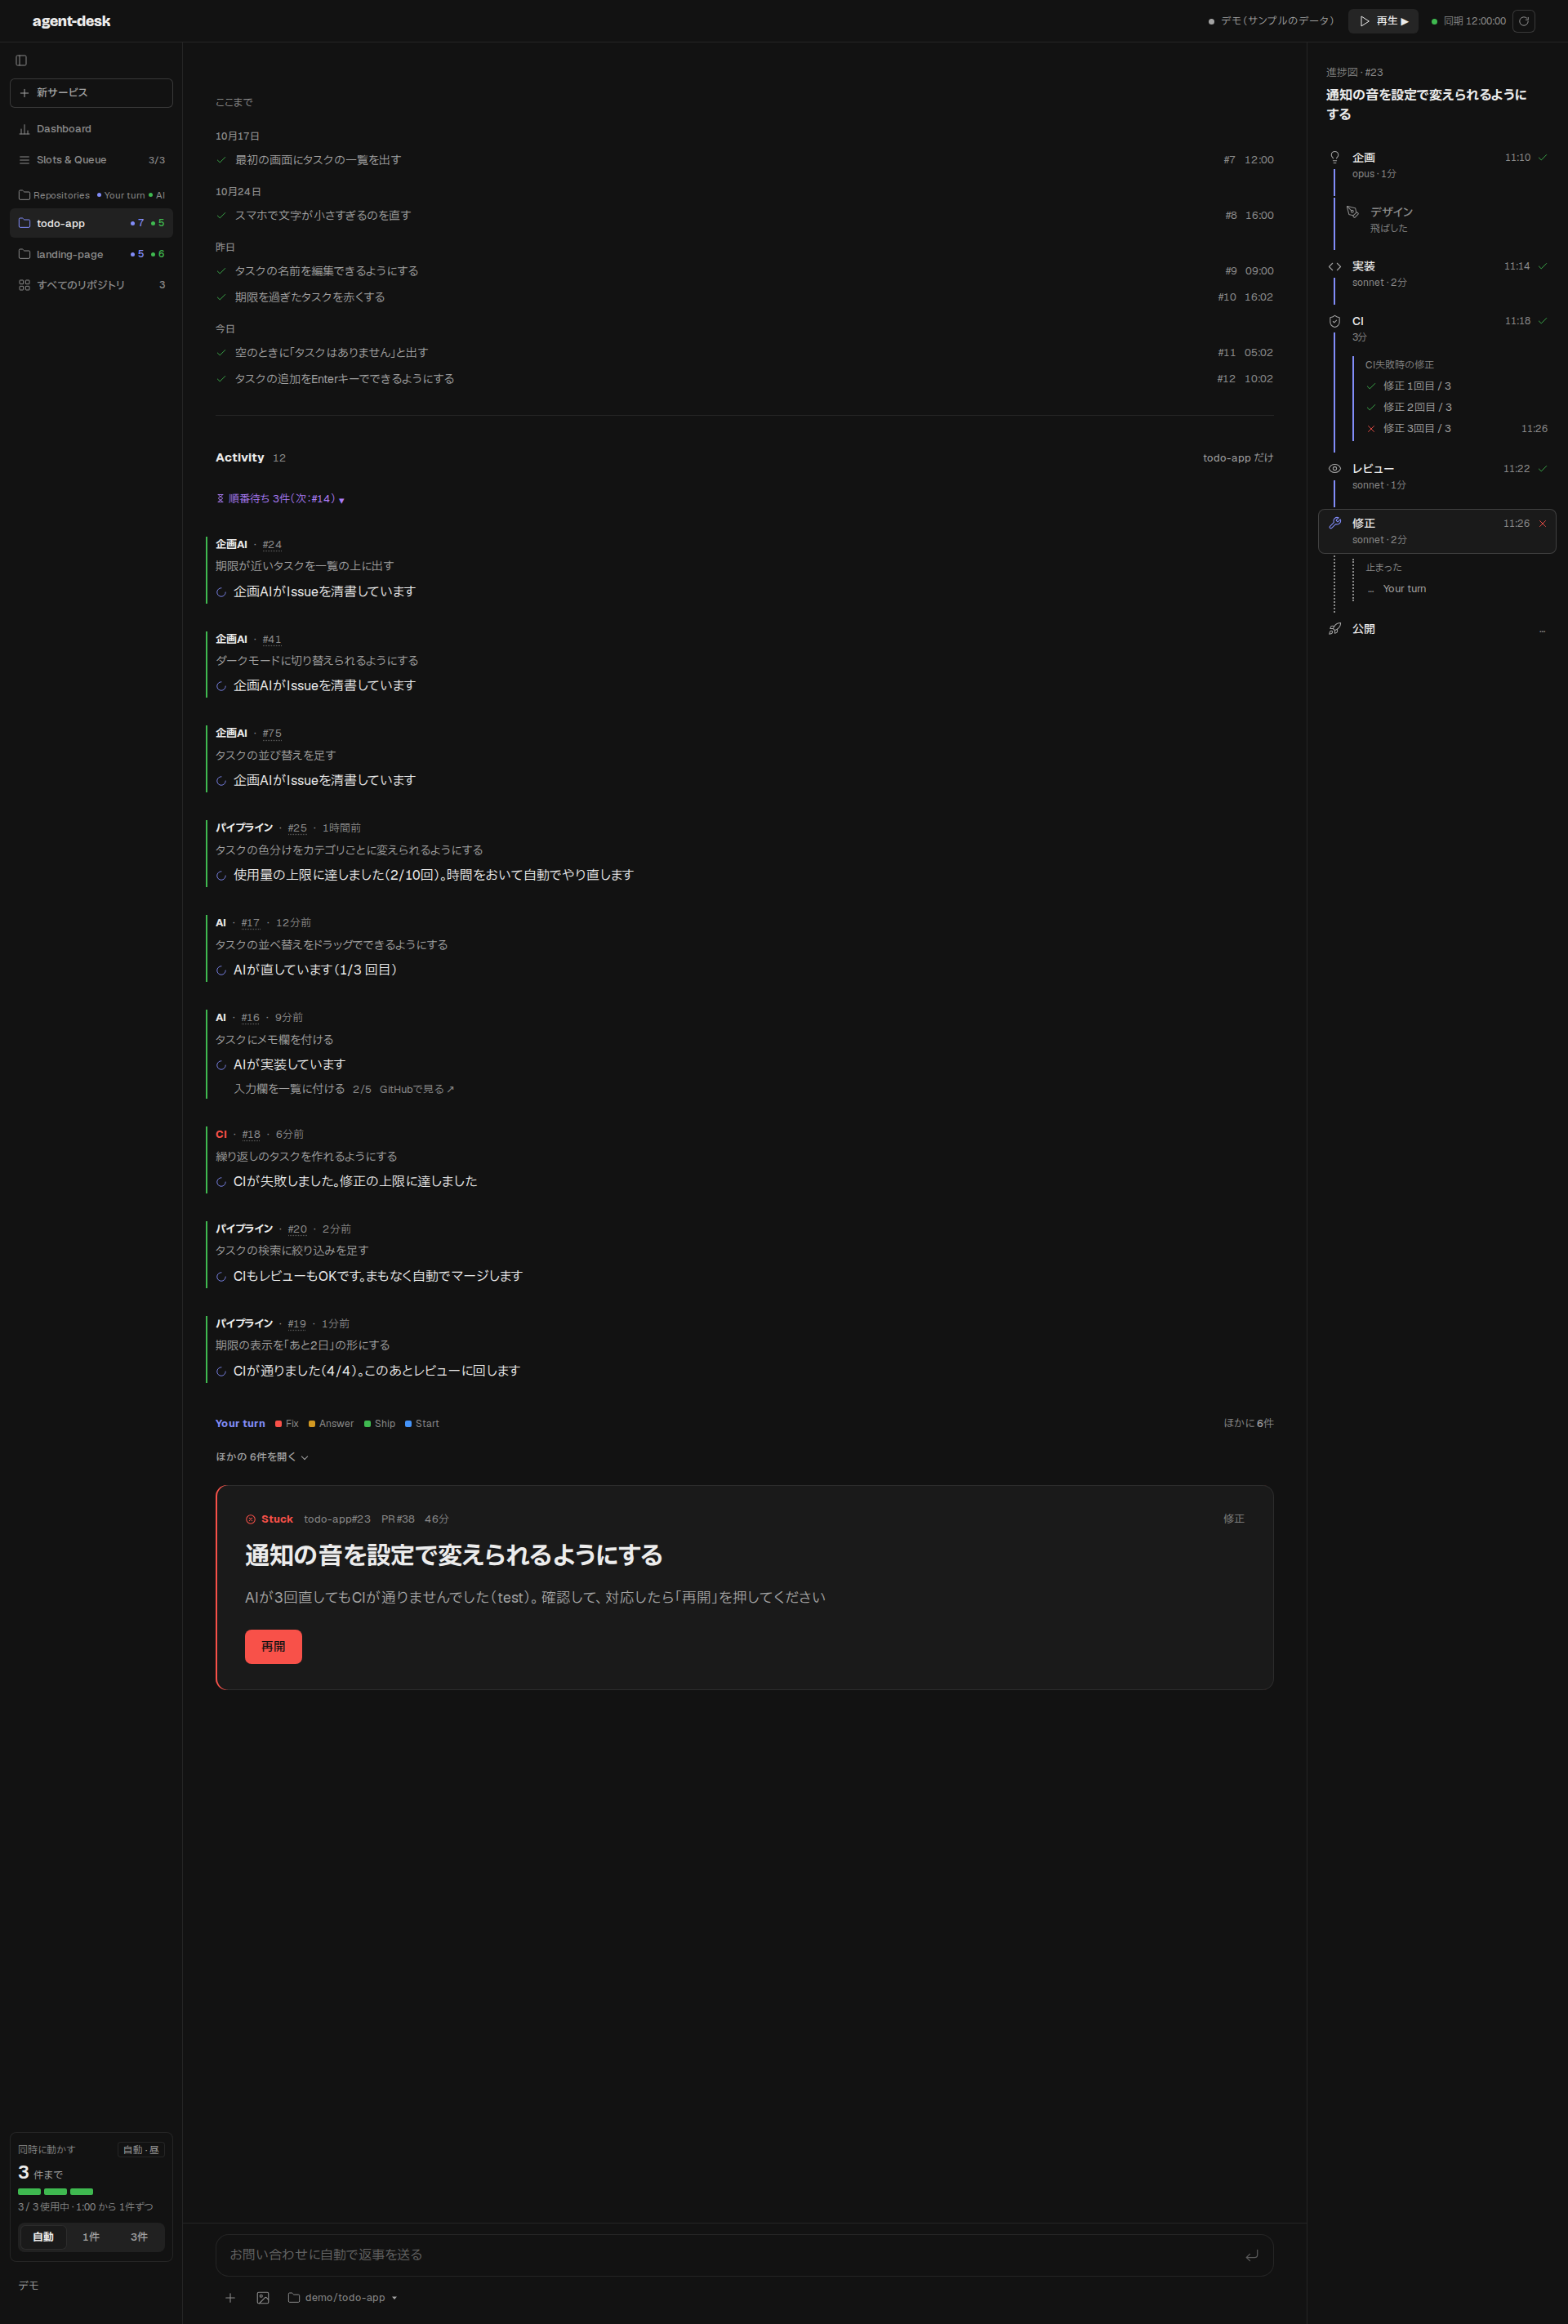 agent-desk
デモ(サンプルのデータ)
再生 ▶
同期 12:00:00
新サービス
Dashboard
Slots & Queue 3/3
Repositories Your turn AI
todo-app 7 5
landing-page 5 6
すべてのリポジトリ 3
同時に動かす 自動・昼
3 件まで
3 / 3 使用中・1:00 から 1件ずつ
自動 1件 3件
デモ
ここまで
10月17日
最初の画面にタスクの一覧を出す #7 12:00
10月24日
スマホで文字が小さすぎるのを直す #8 16:00
昨日
タスクの名前を編集できるようにする #9 09:00
期限を過ぎたタスクを赤くする #10 16:02
今日
空のときに「タスクはありません」と出す #11 05:02
タスクの追加をEnterキーでできるようにする #12 10:02
Activity 12 todo-app だけ
順番待ち 3件(次:#14) ▾
企画AI · #24
期限が近いタスクを一覧の上に出す
企画AIがIssueを清書しています
企画AI · #41
ダークモードに切り替えられるようにする
企画AIがIssueを清書しています
企画AI · #75
タスクの並び替えを足す
企画AIがIssueを清書しています
パイプライン · #25 · 1時間前
タスクの色分けをカテゴリごとに変えられるようにする
使用量の上限に達しました(2/10回)。時間をおいて自動でやり直します
AI · #17 · 12分前
タスクの並べ替えをドラッグでできるようにする
AIが直しています(1/3 回目)
AI · #16 · 9分前
タスクにメモ欄を付ける
AIが実装しています
入力欄を一覧に付ける 2/5 GitHubで見る ↗
CI · #18 · 6分前
繰り返しのタスクを作れるようにする
CIが失敗しました。修正の上限に達しました
パイプライン · #20 · 2分前
タスクの検索に絞り込みを足す
CIもレビューもOKです。まもなく自動でマージします
パイプライン · #19 · 1分前
期限の表示を「あと2日」の形にする
CIが通りました(4/4)。このあとレビューに回します
Your turn Fix Answer Ship Start ほかに 6件
ほかの 6件を開く
Stuck todo-app#23 PR #38 46分 修正
通知の音を設定で変えられるようにする
AIが3回直してもCIが通りませんでした(test)。確認して、対応したら「再開」を押してください
再開
お問い合わせに自動で返事を送る
demo/todo-app
進捗図・#23
通知の音を設定で変えられるように
する
企画 11:10
opus・1分
デザイン
飛ばした
実装 11:14
sonnet・2分
CI 11:18
3分
CI失敗時の修正
修正 1回目 / 3
修正 2回目 / 3
修正 3回目 / 3 11:26
レビュー 11:22
sonnet・1分
修正 11:26
sonnet・2分
止まった
… Your turn
公開 …